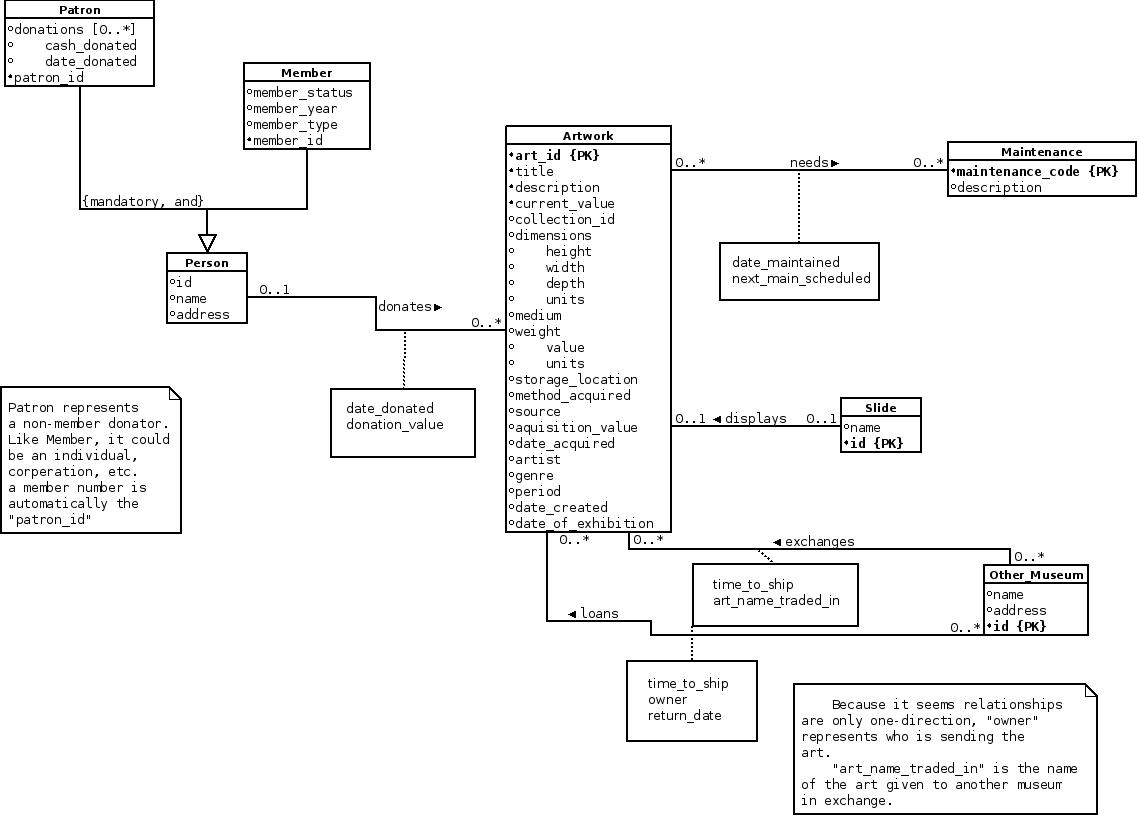 Patron
donations [0..*]
cash_donated
date_donated
patron_id
Member
member_status
member_year
member_type
member_id
{mandatory, and}
Person
id
name
address
0..1
donates
0..*
date_donated
donation_value
Patron represents
a non-member donator.
Like Member, it could
be an individual,
corperation, etc.
a member number is
automatically the
"patron_id"
Artwork
art_id {PK}
title
description
current_value
collection_id
dimensions
height
width
depth
units
medium
weight
value
units
storage_location
method_acquired
source
aquisition_value
date_acquired
artist
genre
period
date_created
date_of_exhibition
0..*
needs
0..*
Maintenance
maintenance_code {PK}
description
date_maintained
next_main_scheduled
0..1
displays
0..1
Slide
name
id {PK}
0..*
0..*
exchanges
0..*
time_to_ship
art_name_traded_in
Other_Museum
name
address
id {PK}
loans
0..*
time_to_ship
owner
return_date
Because it seems relationships
are only one-direction, "owner"
represents who is sending the
art.
"art_name_traded_in" is the name
of the art given to another museum
in exchange.